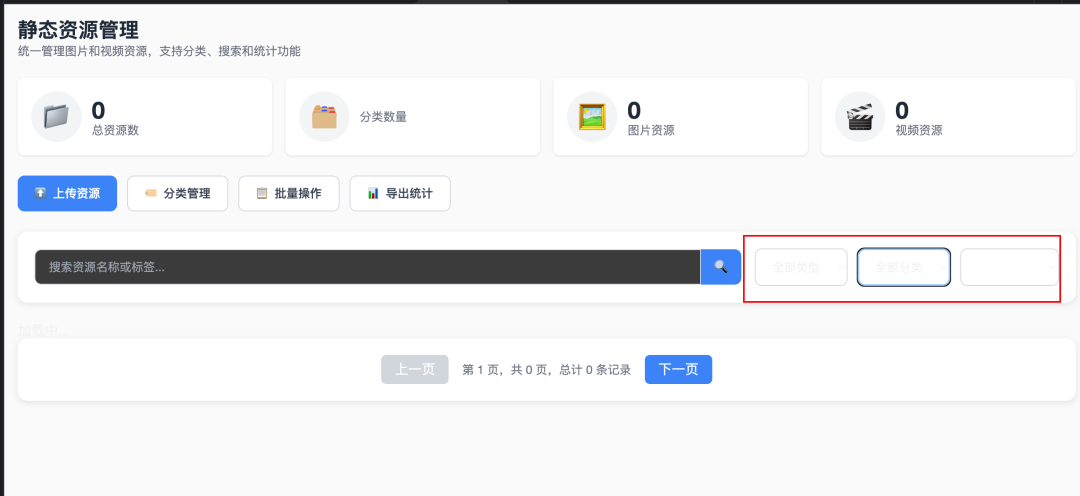 静态资源管理
统一管理图片和视频资源，支持分类、搜索和统计功能
0
总资源数
分类数量
0
图片资源
0
视频资源
上传资源
分类管理
批量操作
导出统计
搜索资源名称或标签...
全部类型
全部分类
加载中...
上一页
第 1 页，共 0 页，总计 0 条记录
下一页